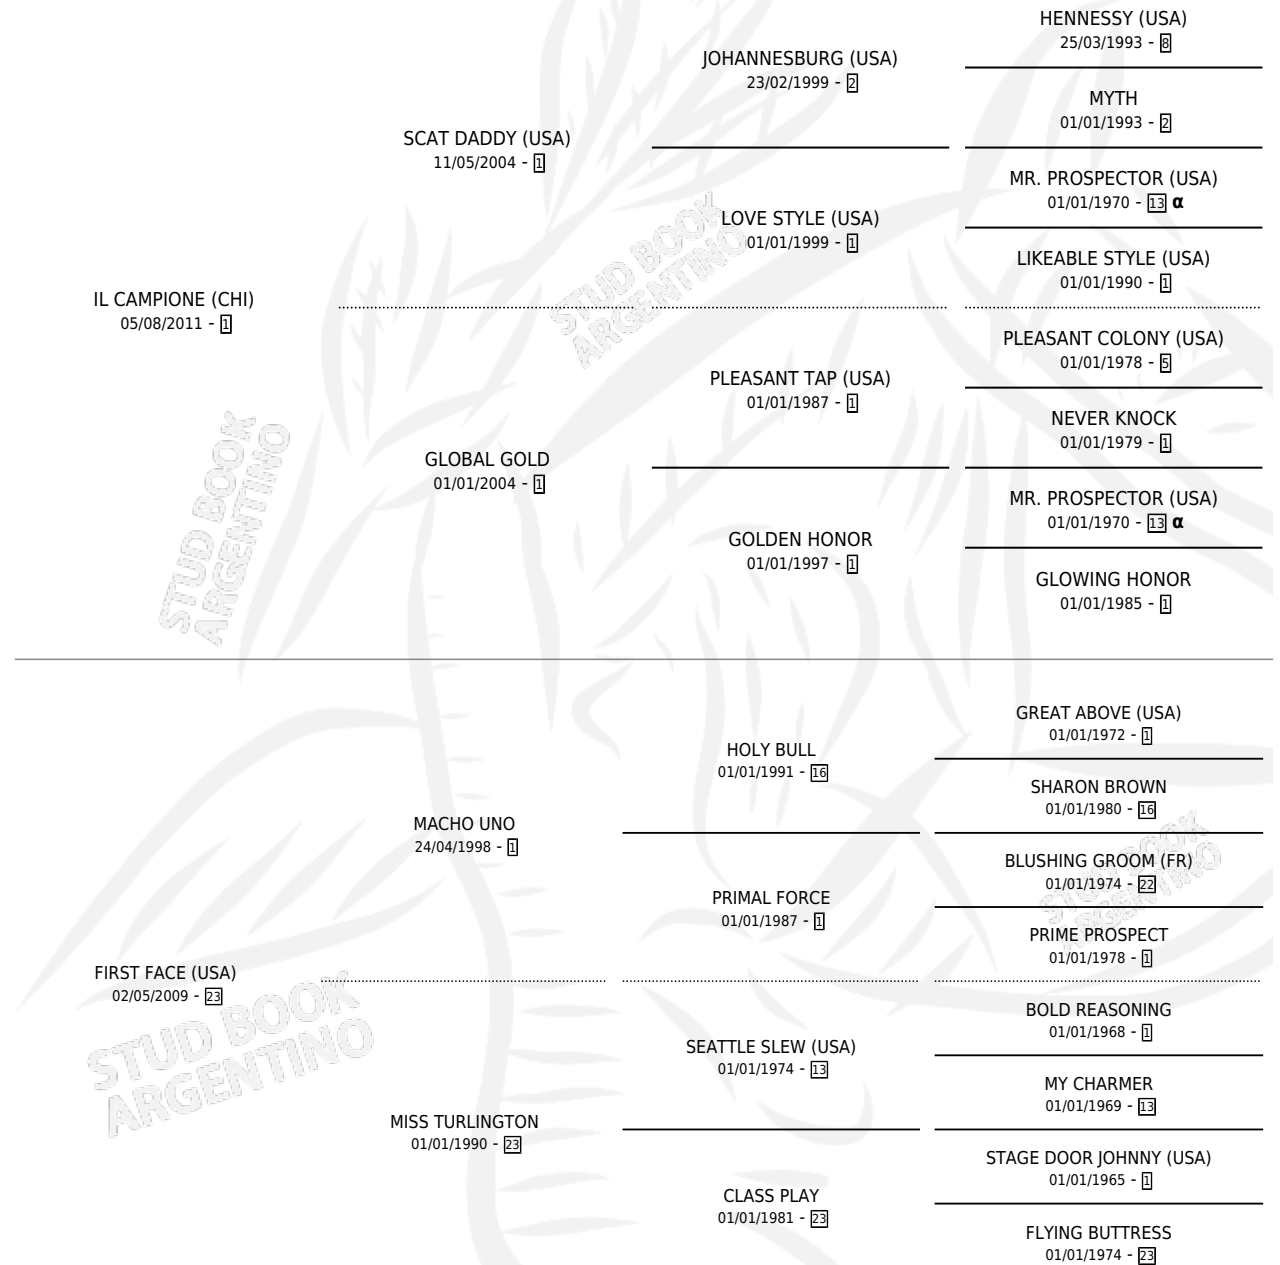 HENNESSY (USA)
25/03/1993 - 8
JOHANNESBURG (USA)
23/02/1999 - 2
MYTH
01/01/1993 - 2
SCAT DADDY (USA)
11/05/2004 - 1
MR. PROSPECTOR (USA)
01/01/1970 - 13 α
LOVE STYLE (USA)
01/01/1999 - 1
LIKEABLE STYLE (USA)
01/01/1990 - 1
STUD BOOK
ARGENTINO
IL CAMPIONE (CHI)
05/08/2011 - 1
PLEASANT COLONY (USA)
01/01/1978 - 5
PLEASANT TAP (USA)
01/01/1987 - 1
NEVER KNOCK
01/01/1979 - 1
GLOBAL GOLD
01/01/2004 - 1
MR. PROSPECTOR (USA)
01/01/1970 - 13 α
GOLDEN HONOR
01/01/1997 - 1
GLOWING HONOR
01/01/1985 - 1
STUD BOOK
ARGENTINO
GREAT ABOVE (USA)
01/01/1972 - 1
HOLY BULL
01/01/1991 - 16
SHARON BROWN
01/01/1980 - 16
MACHO UNO
24/04/1998 - 1
BLUSHING GROOM (FR)
01/01/1974 - 22
PRIMAL FORCE
01/01/1987 - 1
PRIME PROSPECT
01/01/1978 - 1
STUD BOOK
ARGENTINO
FIRST FACE (USA)
02/05/2009 - 23
BOLD REASONING
01/01/1968 - 1
SEATTLE SLEW (USA)
01/01/1974 - 13
MY CHARMER
01/01/1969 - 13
MISS TURLINGTON
01/01/1990 - 23
STAGE DOOR JOHNNY (USA)
01/01/1965 - 1
CLASS PLAY
01/01/1981 - 23
FLYING BUTTRESS
01/01/1974 - 23
STUD BOOK
ARGENTINO